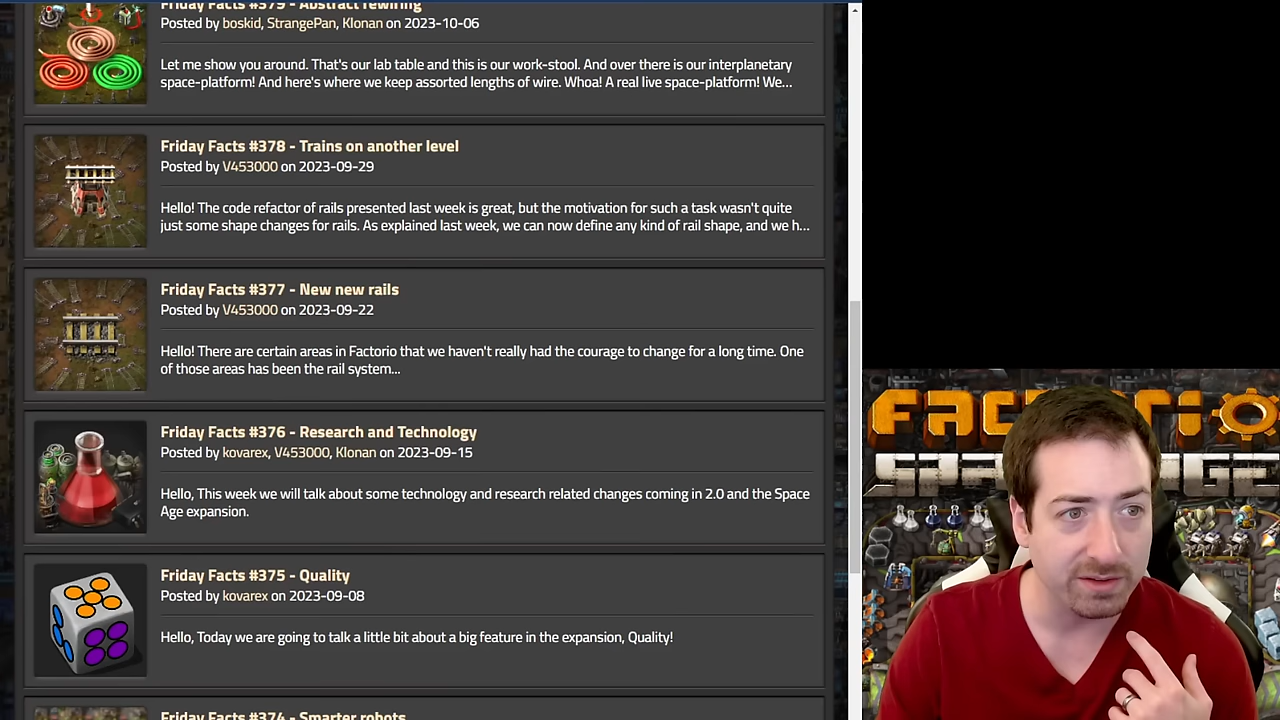 Friday Facts #379 - Abstract rewiring
Posted by boskid, StrangePan, Klonan on 2023-10-06
Let me show you around. That's our lab table and this is our work-stool. And over there is our interplanetary
space-platform! And here's where we keep assorted lengths of wire. Whoa! A real live space-platform! We...
Friday Facts #378 - Trains on another level
Posted by V453000 on 2023-09-29
Hello! The code refactor of rails presented last week is great, but the motivation for such a task wasn't quite
just some shape changes for rails. As explained last week, we can now define any kind of rail shape, and we h...
Friday Facts #377 - New new rails
Posted by V453000 on 2023-09-22
Hello! There are certain areas in Factorio that we haven't really had the courage to change for a long time. One
of those areas has been the rail system...
Friday Facts #376 - Research and Technology
Posted by kovarex, V453000, Klonan on 2023-09-15
Hello, This week we will talk about some technology and research related changes coming in 2.0 and the Space
Age expansion.
Friday Facts #375 - Quality
Posted by kovarex on 2023-09-08
Hello, Today we are going to talk a little bit about a big feature in the expansion, Quality!
Friday Facts #374 - Smarter robots